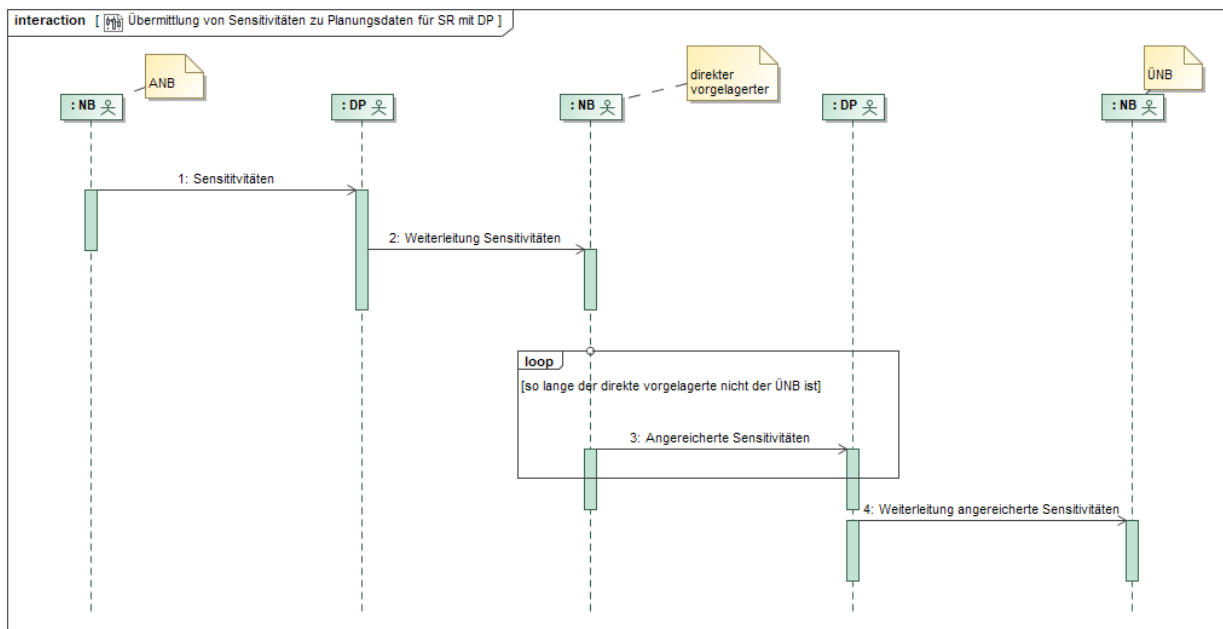 interaction [ Übermittlung von Sensitivitäten zu Planungsdaten für SR mit DP ]
ANB
direkter
vorgelagerter
ÜNB
: NB
: DP
: NB
: DP
: NB
1: Sensititvitäten
2: Weiterleitung Sensitivitäten
loop
[so lange der direkte vorgelagerte nicht der ÜNB ist]
3: Angereicherte Sensitivitäten
4: Weiterleitung angereicherte Sensitivitäten